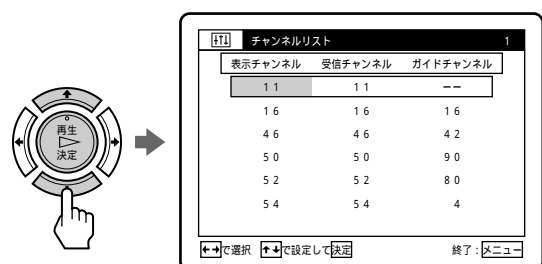 チャンネルリスト 1
表示チャンネル 受信チャンネル ガイドチャンネル
11 11 −−
16 16 16
46 46 42
50 50 90
52 52 80
54 54 4
←→で選択 ↑↓で設定して決定 終了:メニュー
再生
決定